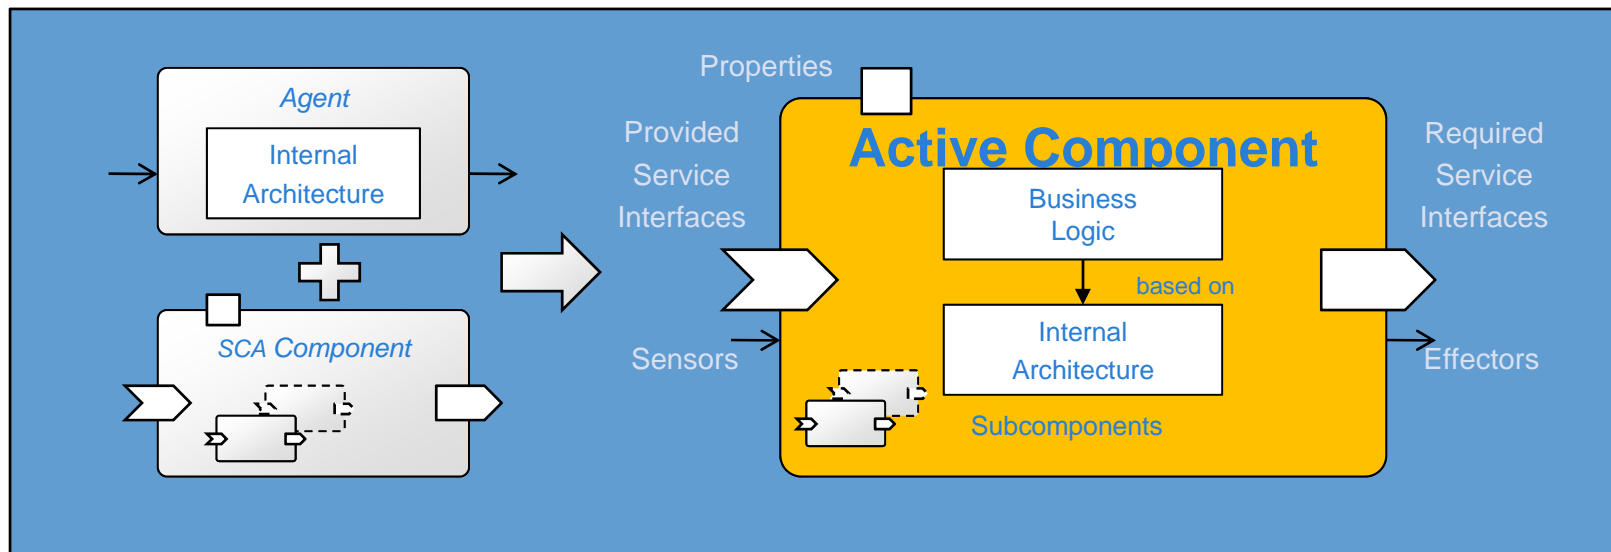 Agent
Internal
Architecture
SCA Component
Properties
Provided
Service
Interfaces
Sensors
Active Component
Business
Logic
based on
Internal
Architecture
Subcomponents
Required
Service
Interfaces
Effectors